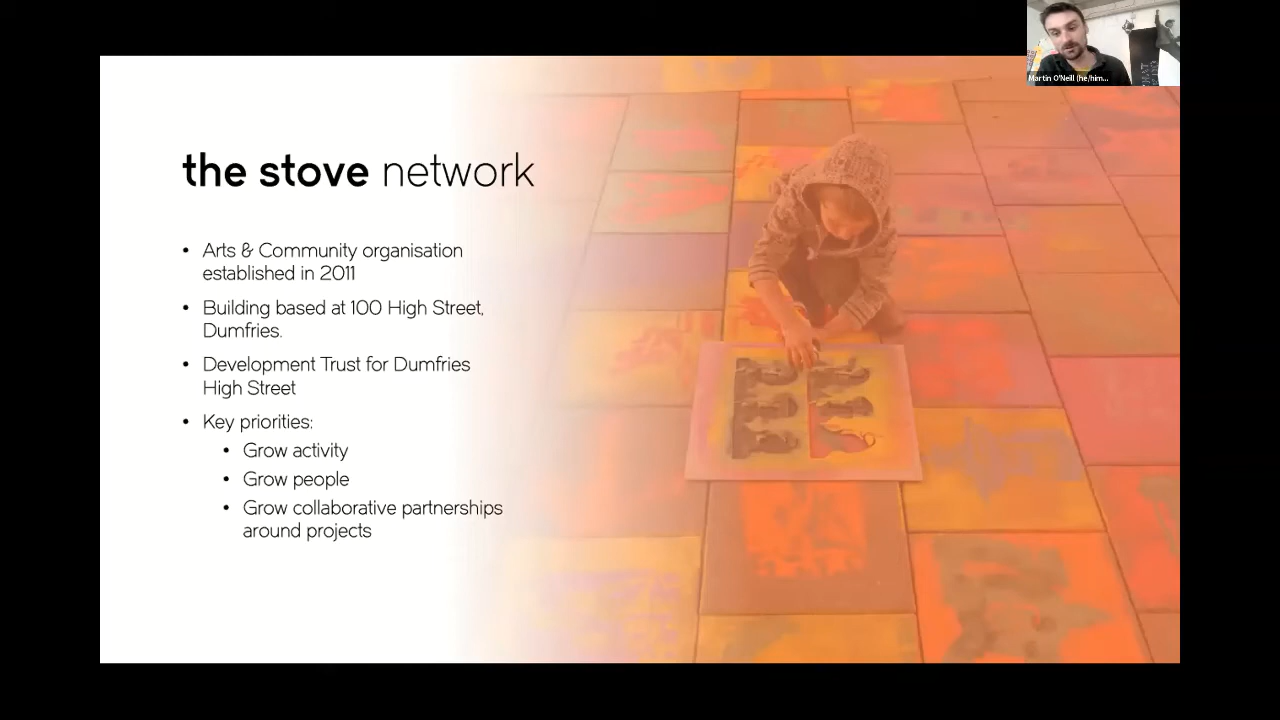 Martin O'Neill (he/him...
the stove network
• Arts & Community organisation
established in 2011
• Building based at 100 High Street,
Dumfries.
• Development Trust for Dumfries
High Street
• Key priorities:
• Grow activity
• Grow people
• Grow collaborative partnerships
around projects